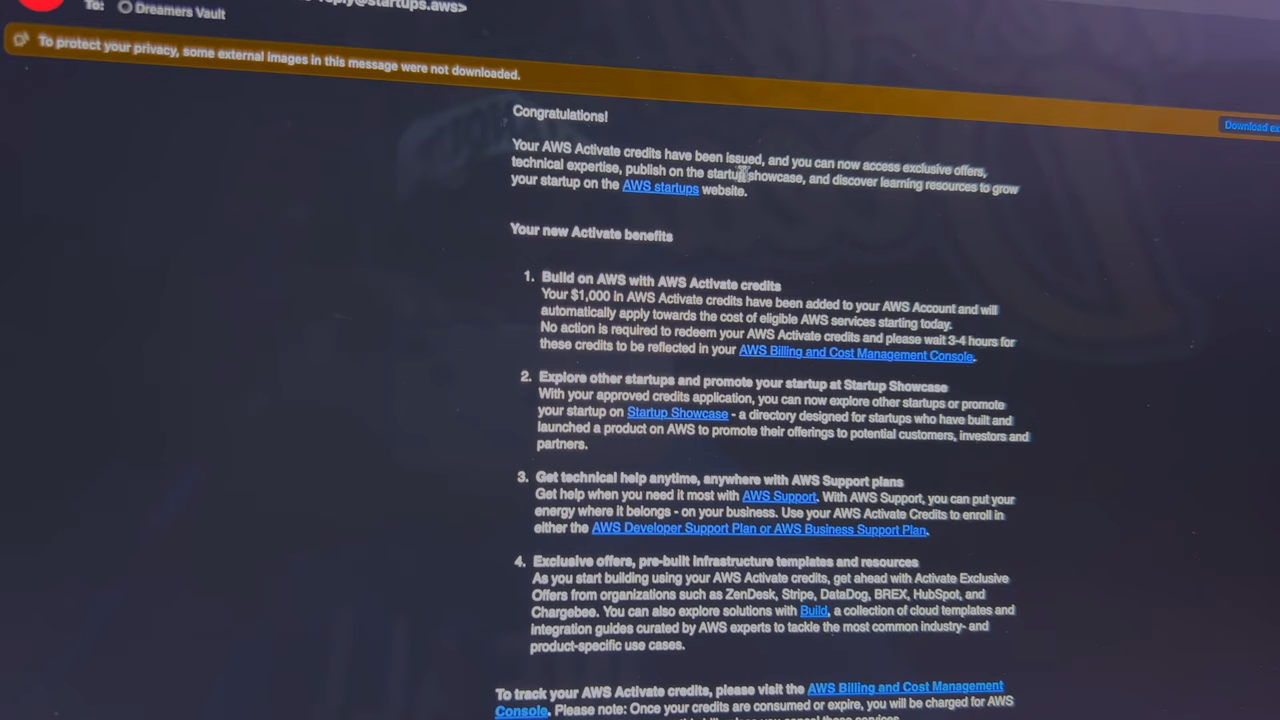 To: Dreamers Vault
reply@startups.aws>
To protect your privacy, some external images in this message were not downloaded.
Download ex
Congratulations!
Your AWS Activate credits have been issued, and you can now access exclusive offers,
technical expertise, publish on the startup showcase, and discover learning resources to grow
your startup on the AWS startups website.
Your new Activate benefits
1. Build on AWS with AWS Activate credits
Your $1,000 in AWS Activate credits have been added to your AWS Account and will
automatically apply towards the cost of eligible AWS services starting today.
No action is required to redeem your AWS Activate credits and please wait 3-4 hours for
these credits to be reflected in your AWS Billing and Cost Management Console.
2. Explore other startups and promote your startup at Startup Showcase
With your approved credits application, you can now explore other startups or promote
your startup on Startup Showcase - a directory designed for startups who have built and
launched a product on AWS to promote their offerings to potential customers, investors and
partners.
3. Get technical help anytime, anywhere with AWS Support plans
Get help when you need it most with AWS Support. With AWS Support, you can put your
energy where it belongs - on your business. Use your AWS Activate Credits to enroll in
either the AWS Developer Support Plan or AWS Business Support Plan.
4. Exclusive offers, pre-built infrastructure templates and resources
As you start building using your AWS Activate credits, get ahead with Activate Exclusive
Offers from organizations such as ZenDesk, Stripe, DataDog, BREX, HubSpot, and
Chargebee. You can also explore solutions with Build, a collection of cloud templates and
integration guides curated by AWS experts to tackle the most common industry- and
product-specific use cases.
To track your AWS Activate credits, please visit the AWS Billing and Cost Management
Console. Please note: Once your credits are consumed or expire, you will be charged for AWS